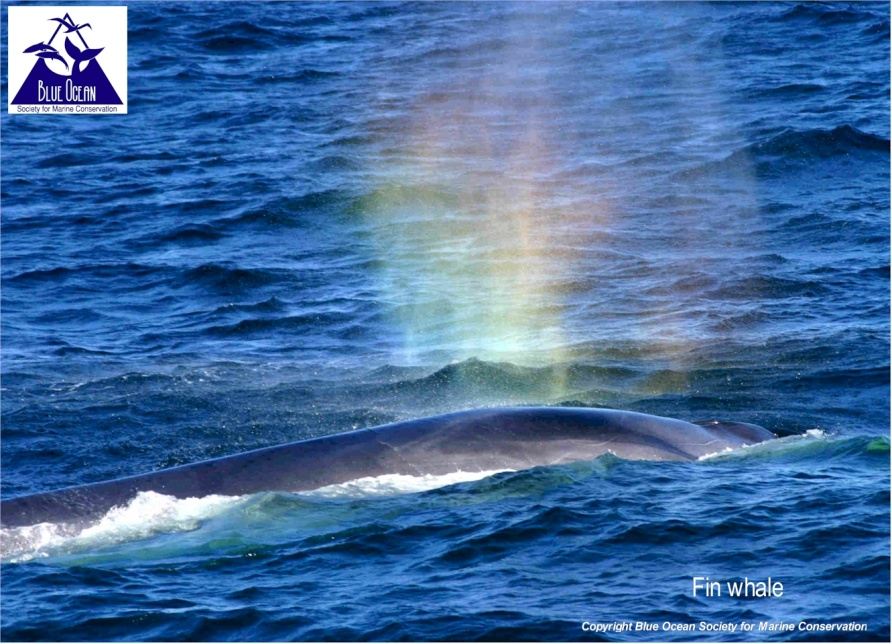 BLUE OCEAN
Society for Marine Conservation
Fin whale
Copyright Blue Ocean Society for Marine Conservation